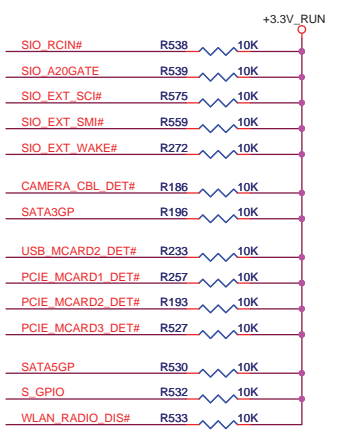 +3.3V_RUN
SIO_RCIN# R538 10K
SIO_A20GATE R539 10K
SIO_EXT_SCI# R575 10K
SIO_EXT_SMI# R559 10K
SIO_EXT_WAKE# R272 10K
CAMERA_CBL_DET# R186 10K
SATA3GP R196 10K
USB_MCARD2_DET# R233 10K
PCIE_MCARD1_DET# R257 10K
PCIE_MCARD2_DET# R193 10K
PCIE_MCARD3_DET# R527 10K
SATA5GP R530 10K
S_GPIO R532 10K
WLAN_RADIO_DIS# R533 10K